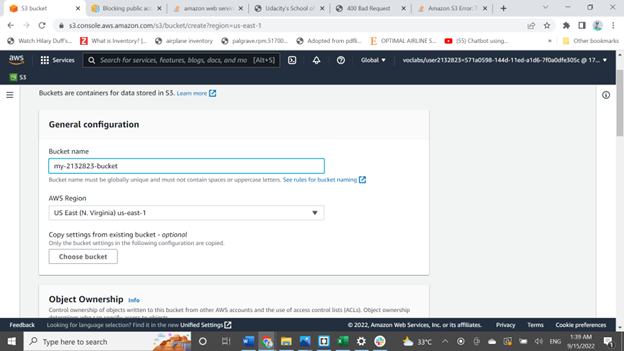 S3 bucket
Blocking public acc
amazon web servic
Udacity's School of
400 Bad Request
Amazon S3 Error: T
s3.console.aws.amazon.com/s3/bucket/create?region=us-east-1
Watch Hilary Duff's...
What is Inventory? |...
airplane inventory
palgrave.rpm.51700...
Adopted from pdfli...
OPTIMAL AIRLINE S...
(55) Chatbot using...
Other bookmarks
aws
Services
Search for services, features, blogs, docs, and mo
[Alt+S]
Global
voclabs/user2132823=571a0598-144d-11ed-a1d6-7f0a0dfe305c @ 17...
S3
Buckets are containers for data stored in S3. Learn more
General configuration
Bucket name
my-2132823-bucket
Bucket name must be globally unique and must not contain spaces or uppercase letters. See rules for bucket naming
AWS Region
US East (N. Virginia) us-east-1
Copy settings from existing bucket - optional
Only the bucket settings in the following configuration are copied.
Choose bucket
Object Ownership Info
Control ownership of objects written to this bucket from other AWS accounts and the use of access control lists (ACLs). Object ownership
determines who can specify access to objects.
Feedback
Looking for language selection? Find it in the new Unified Settings
© 2022, Amazon Web Services, Inc. or its affiliates.
Privacy
Terms
Cookie preferences
Type here to search
33°C
ENG
1:39 AM
9/15/2022